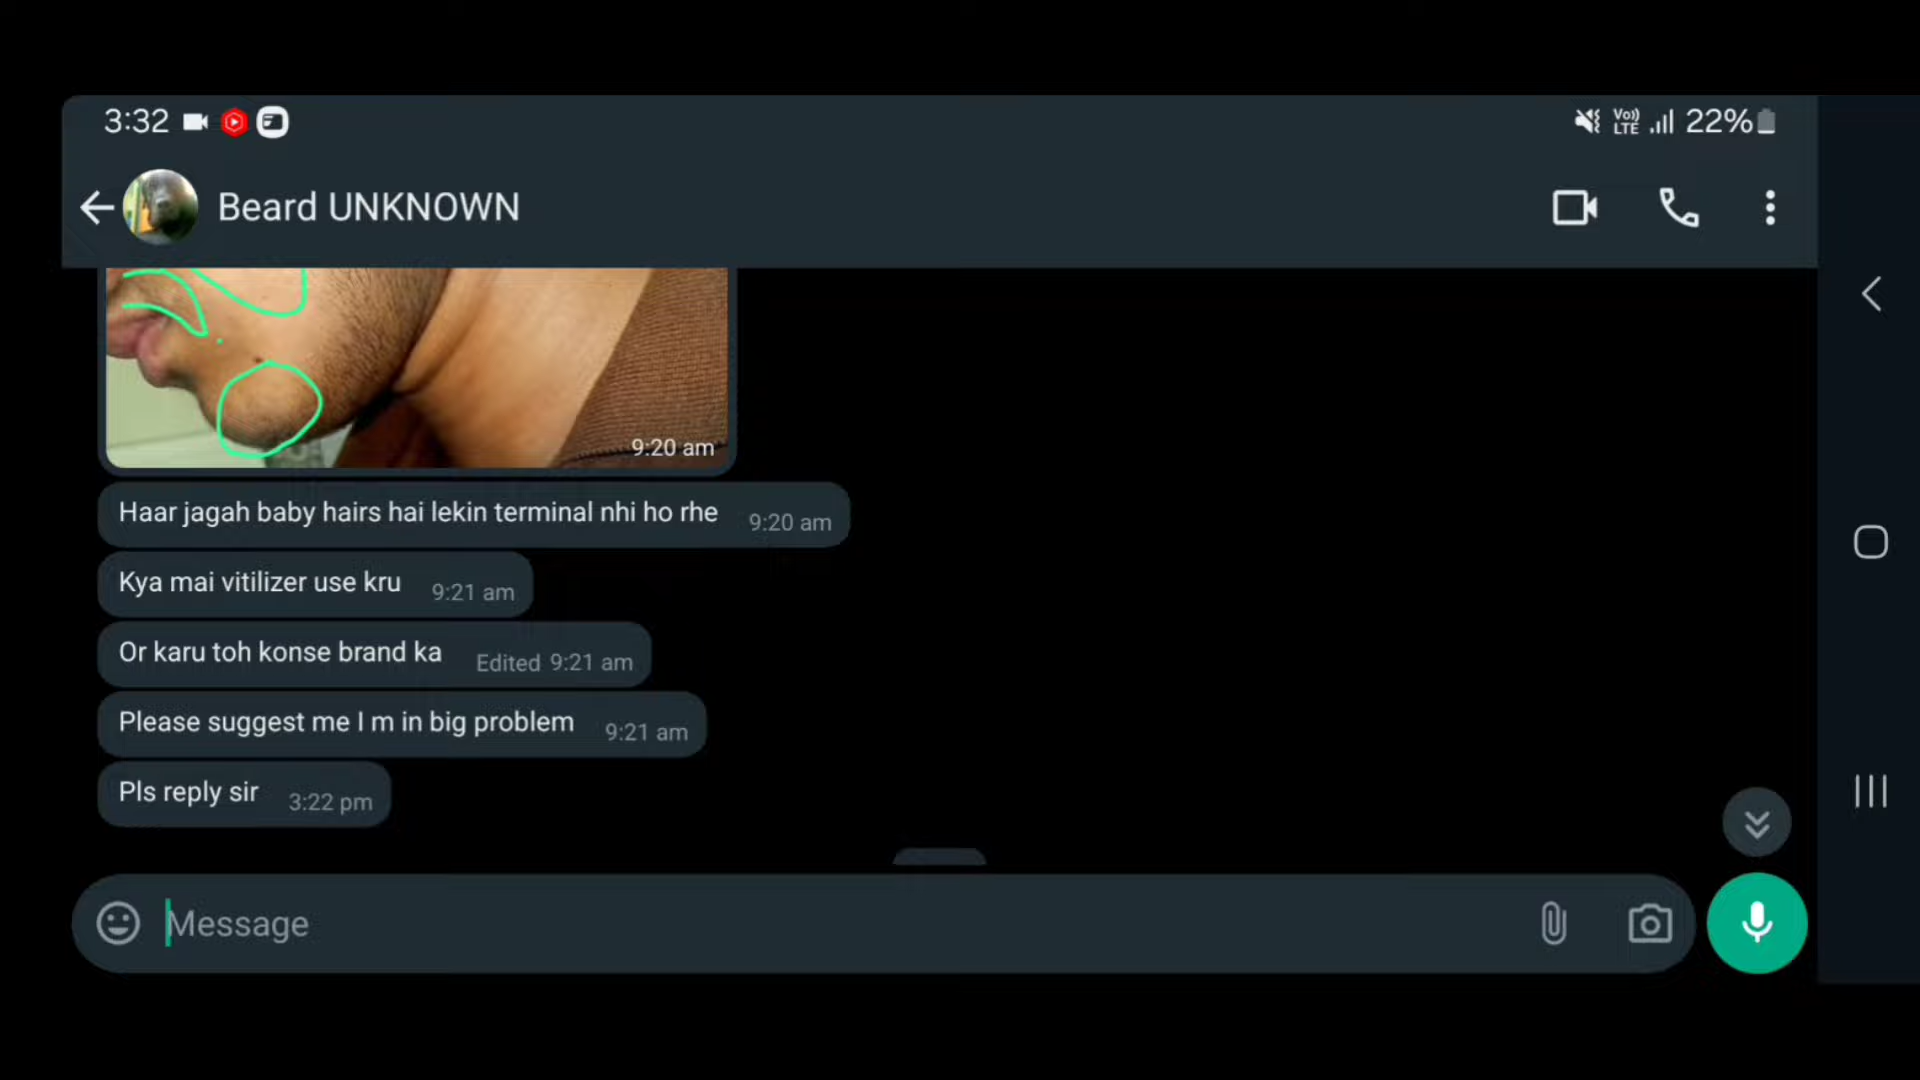 3:32
Vo)) LTE 22%
Beard UNKNOWN
9:20 am
Haar jagah baby hairs hai lekin terminal nhi ho rhe 9:20 am
Kya mai vitilizer use kru 9:21 am
Or karu toh konse brand ka Edited 9:21 am
Please suggest me I m in big problem 9:21 am
Pls reply sir 3:22 pm
Message